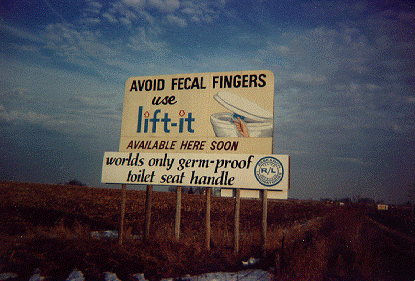 AVOID FECAL FINGERS
use
lift-it
AVAILABLE HERE SOON
worlds only germ-proof
toilet seat handle
R/L